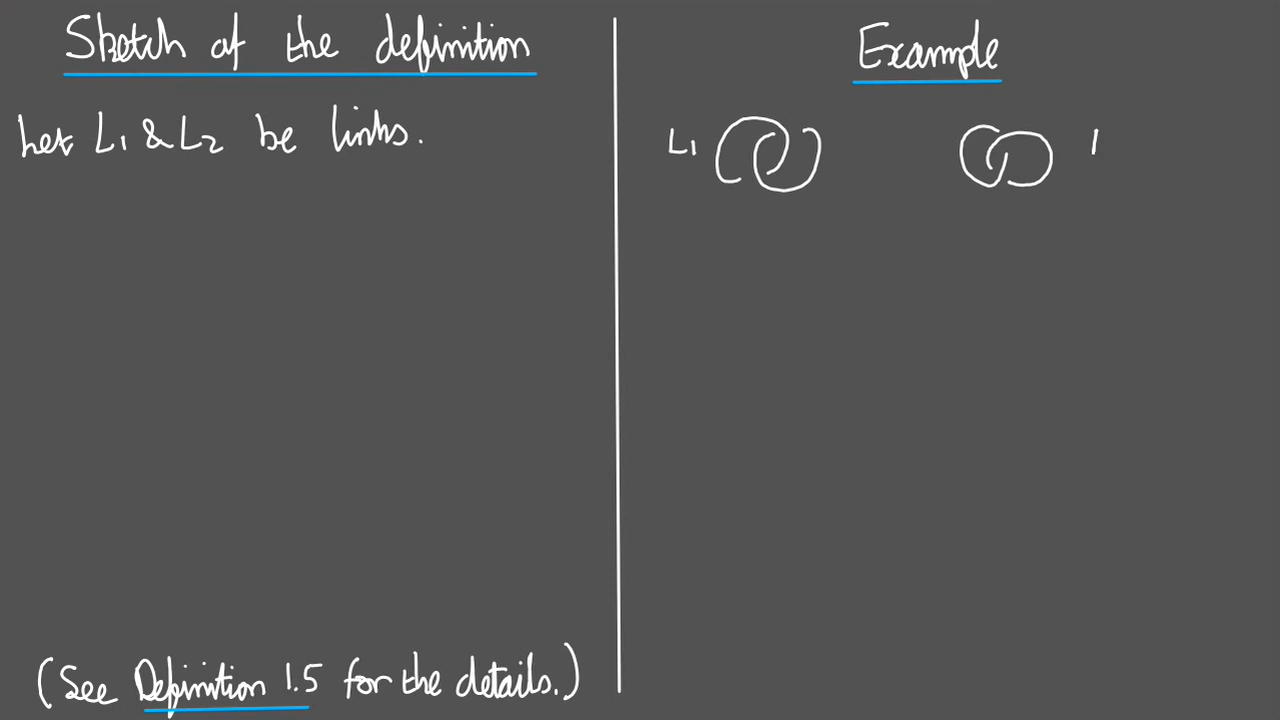 Sketch of the definition
Let L1 & L2 be links.
(See Definition 1.5 for the details.)
Example
L1